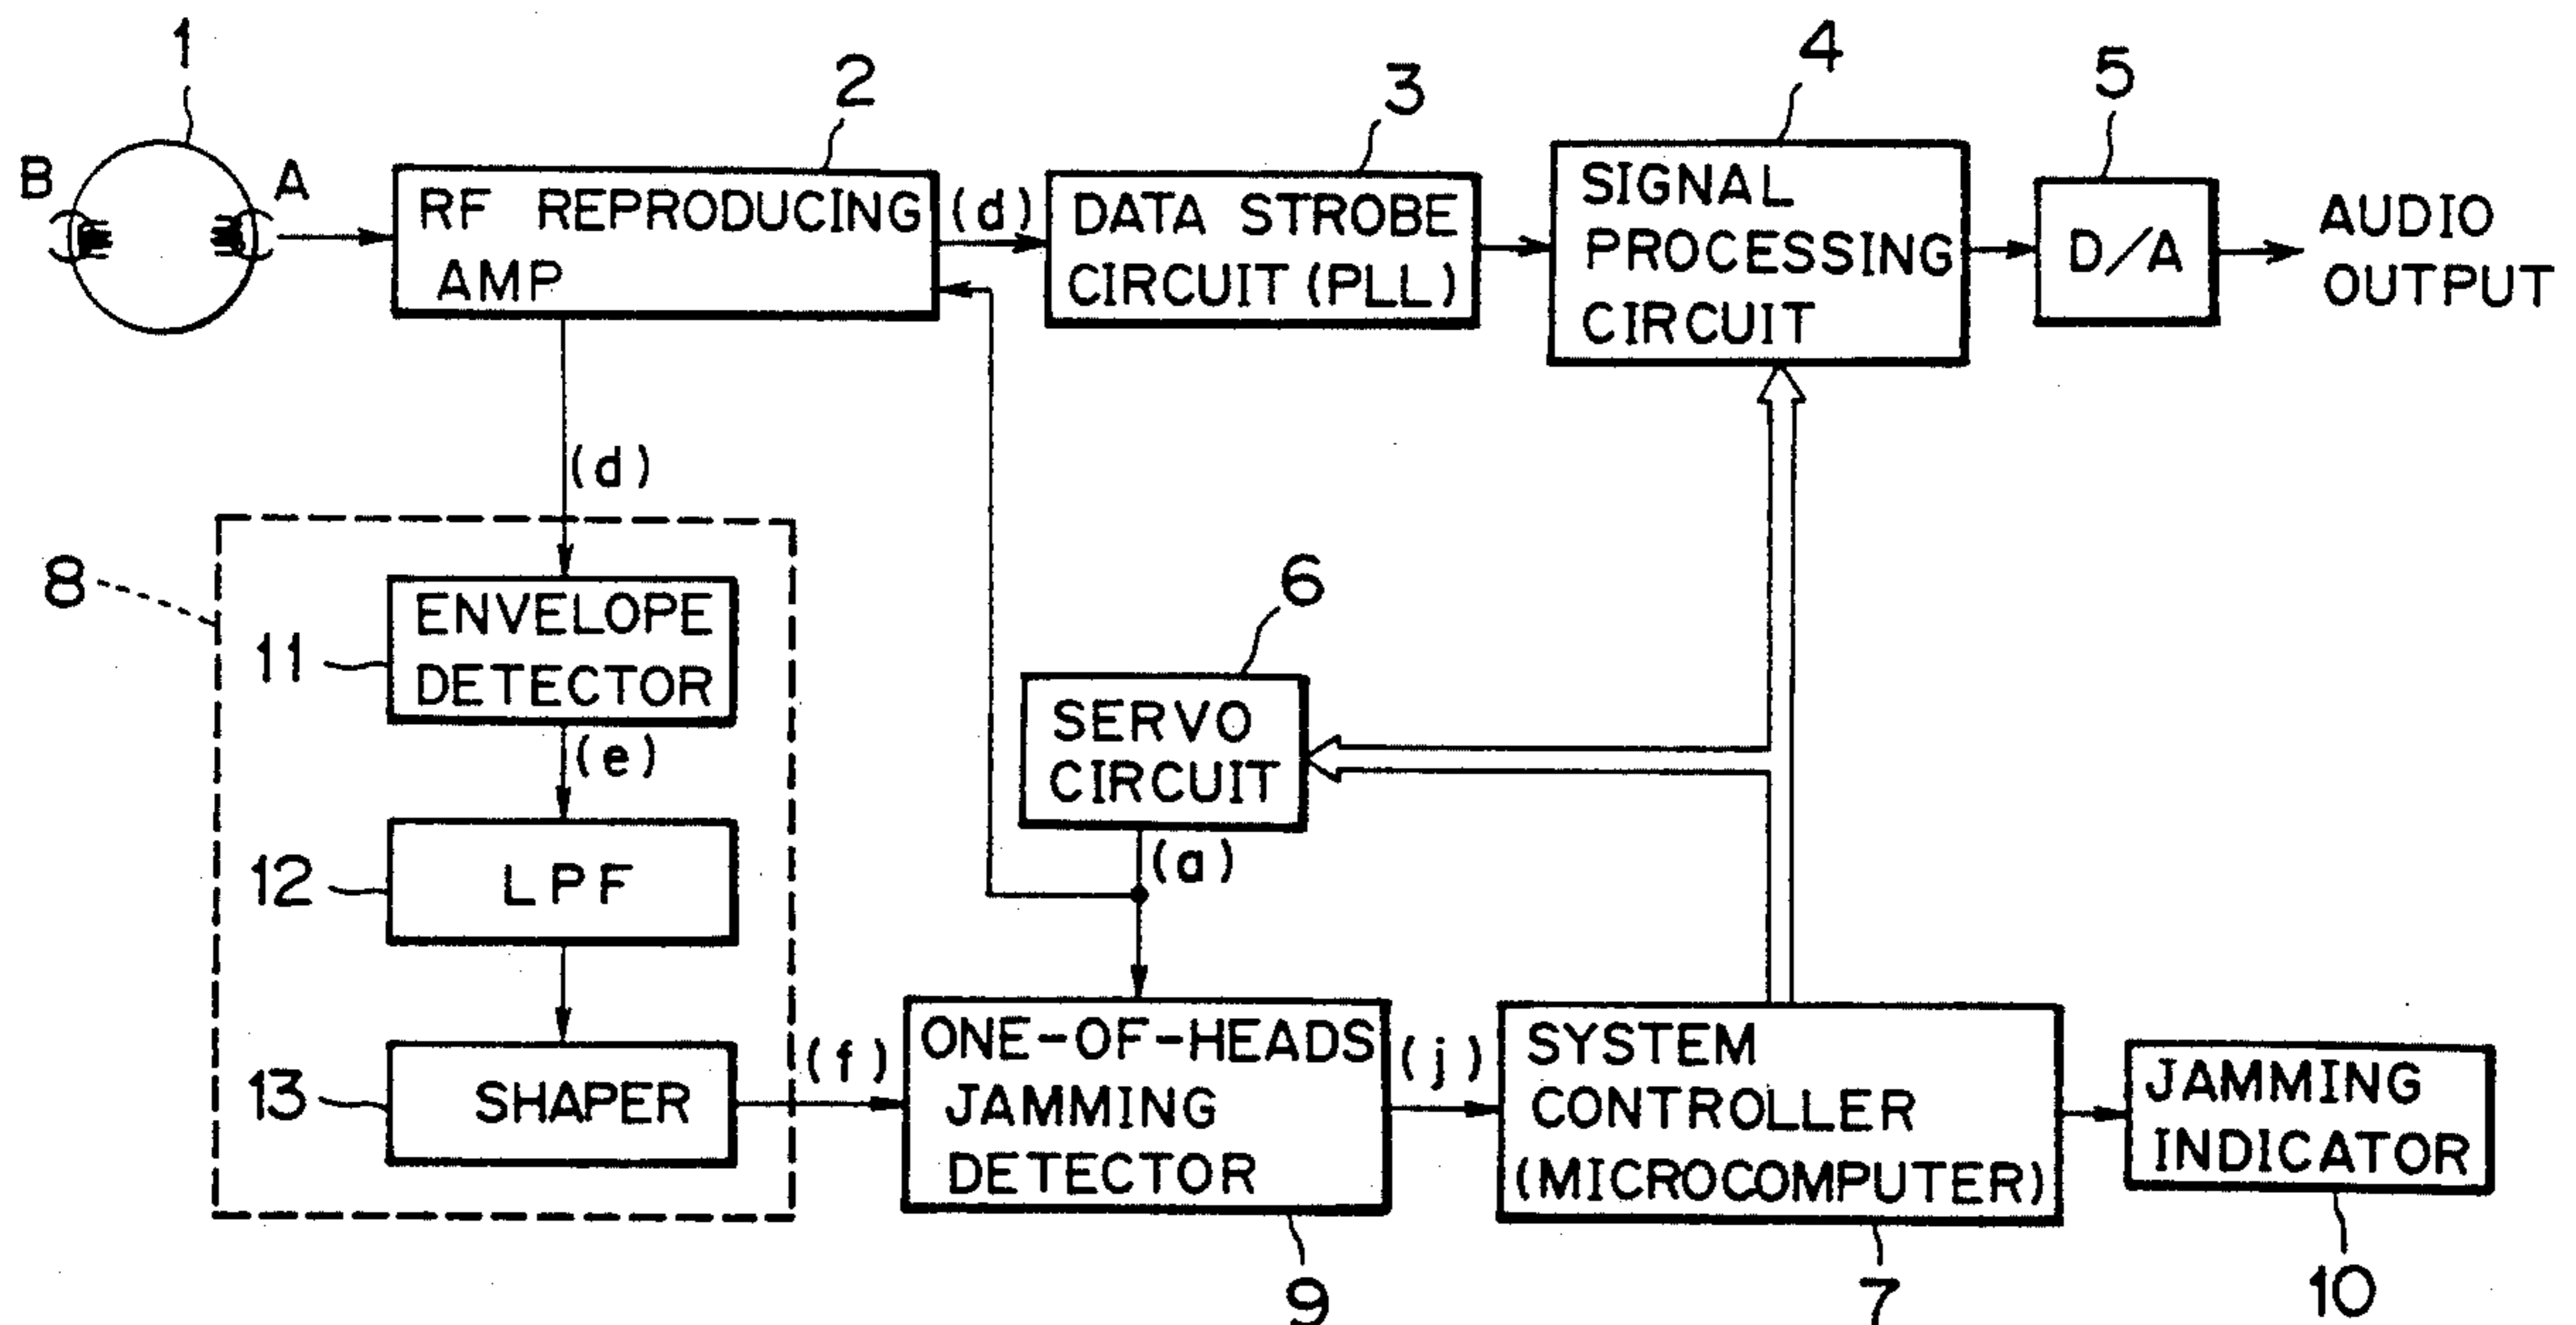 1
B
A
2
RF REPRODUCING
AMP
(d)
3
DATA STROBE
CIRCUIT (PLL)
4
SIGNAL
PROCESSING
CIRCUIT
5
D/A
AUDIO
OUTPUT
(d)
8
11
ENVELOPE
DETECTOR
(e)
12
LPF
13
SHAPER
(f)
6
SERVO
CIRCUIT
(a)
ONE-OF-HEADS
JAMMING
DETECTOR
9
(j)
SYSTEM
CONTROLLER
(MICROCOMPUTER)
7
JAMMING
INDICATOR
10